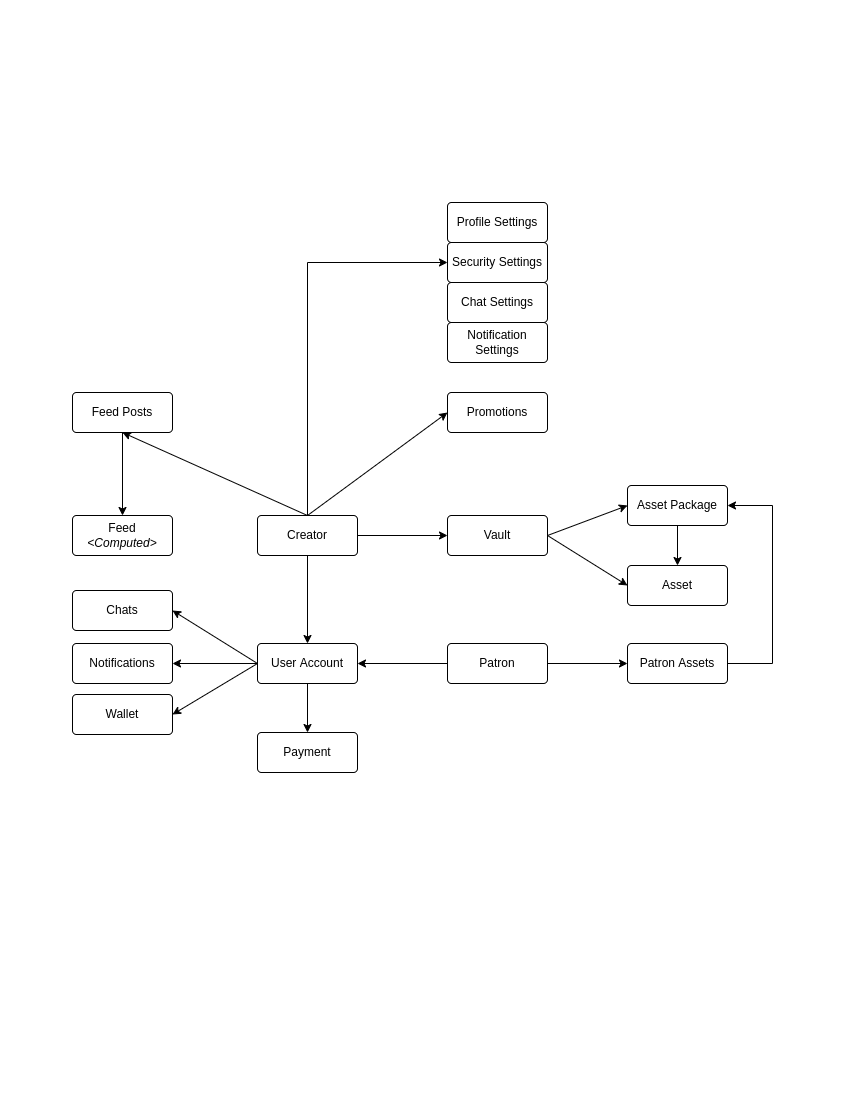 Profile Settings
Security Settings
Chat Settings
Notification
Settings
Feed Posts
Promotions
Asset Package
Feed
<Computed>
Creator
Vault
Asset
Chats
Notifications
User Account
Patron
Patron Assets
Wallet
Payment